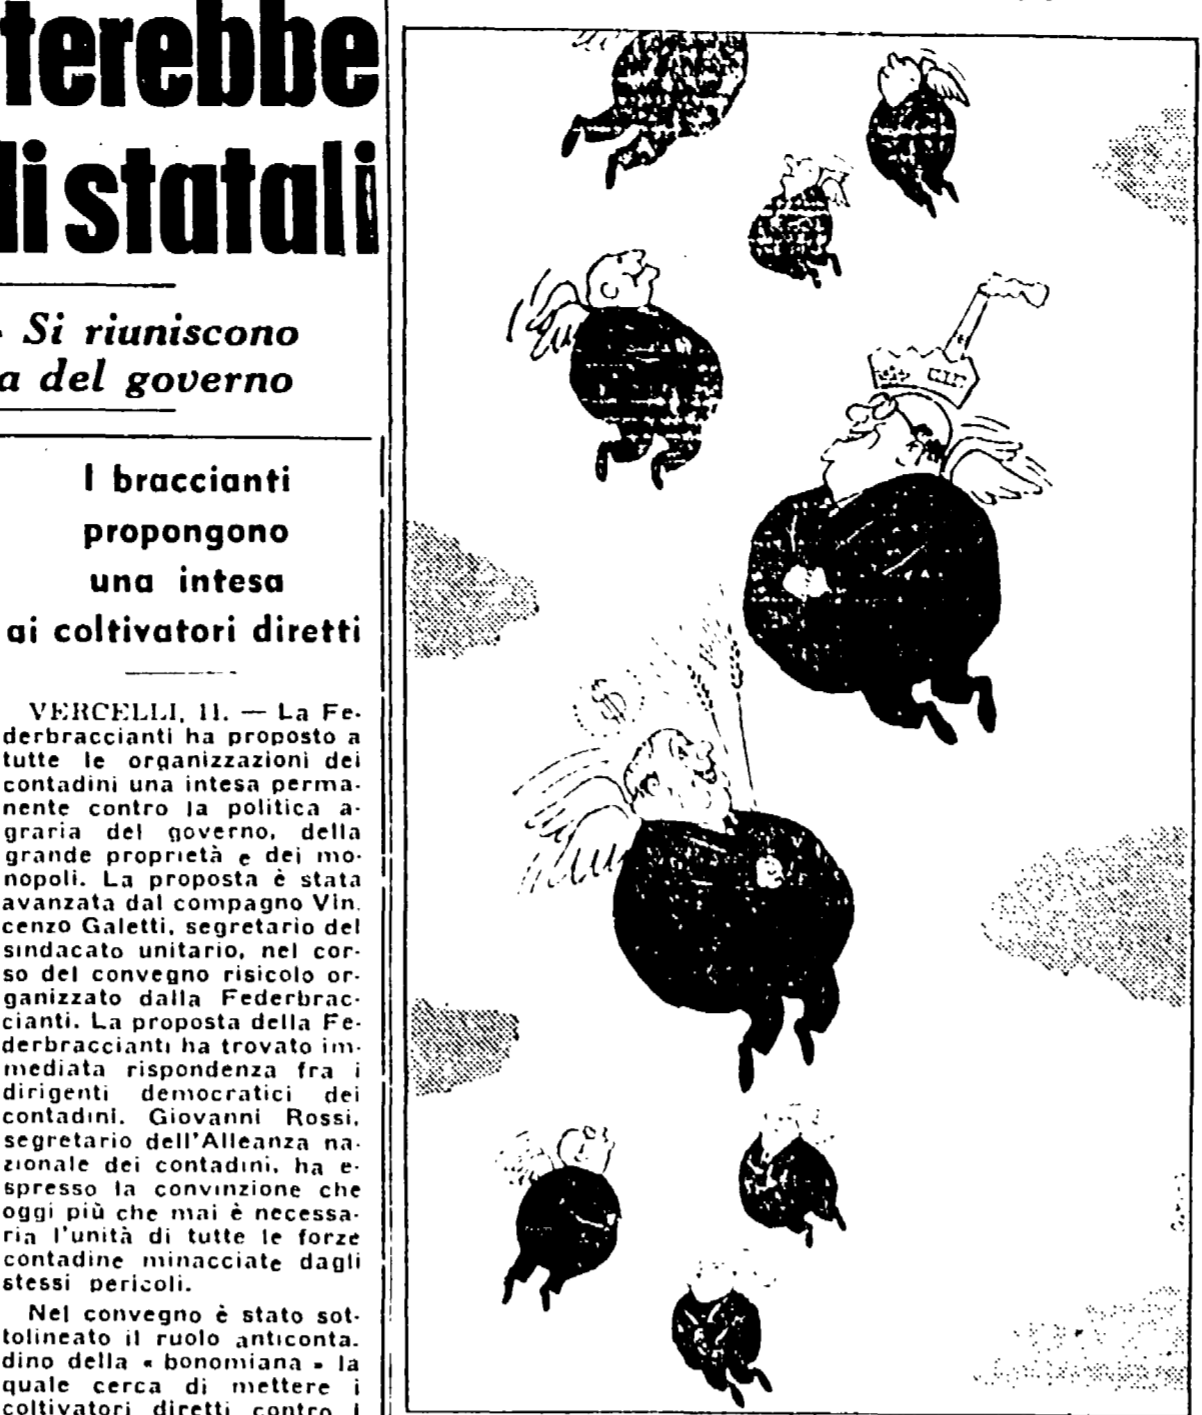 terebbe
li statali
Si riuniscono
a del governo
I braccianti
propongono
una intesa
ai coltivatori diretti
VERCELLI, 11. — La Fe-
derbraccianti ha proposto a
tutte le organizzazioni dei
contadini una intesa perma-
nente contro la politica a-
graria del governo, della
grande proprietà e dei mo-
nopoli. La proposta è stata
avanzata dal compagno Vin.
cenzo Galetti, segretario del
sindacato unitario, nel cor-
so del convegno risicolo or-
ganizzato dalla Federbrac-
cianti. La proposta della Fe-
derbraccianti ha trovato im-
mediata rispondenza fra i
dirigenti democratici dei
contadini. Giovanni Rossi,
segretario dell'Alleanza na-
zionale dei contadini, ha e-
spresso la convinzione che
oggi più che mai è necessa-
ria l'unità di tutte le forze
contadine minacciate dagli
stessi pericoli.
Nel convegno è stato sot-
tolineato il ruolo anticonta.
dino della « bonomiana » la
quale cerca di mettere i
coltivatori diretti contro i
$